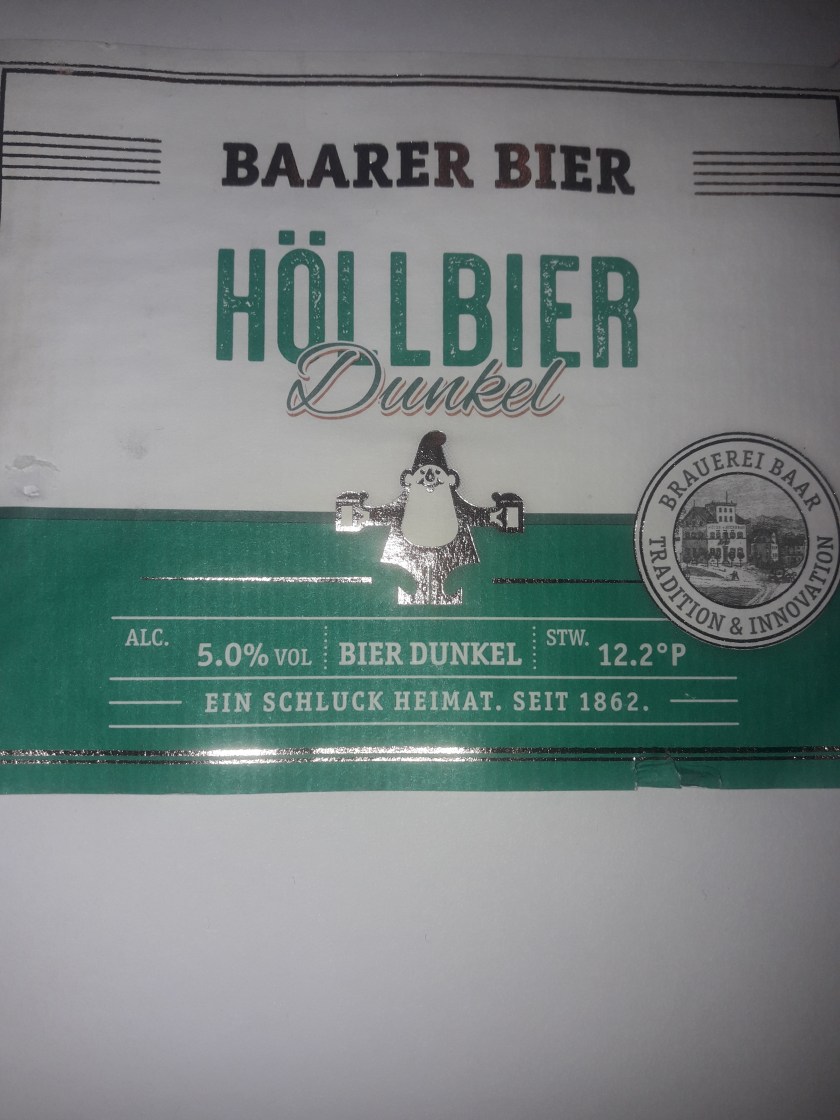 BAARER BIER
HÖLLBIER
Dunkel
BRAUEREI BAAR
TRADITION & INNOVATION
ALC. 5.0% VOL BIER DUNKEL STW. 12.2°P
EIN SCHLUCK HEIMAT. SEIT 1862.